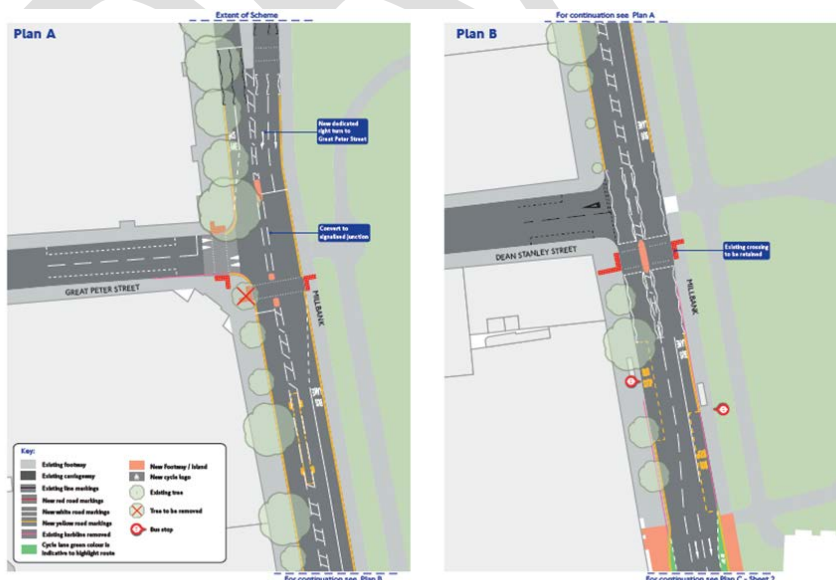 Extent of Scheme
Plan A
New dedicated
right turn to
Great Peter Street
Convert to
signalised junction
GREAT PETER STREET
MILLBANK
Key:
Existing footway
Existing carriageway
Existing line markings
New red road markings
New white road markings
New yellow road markings
Existing kerbline removed
Cycle lane green colour is
indicative to highlight route
New Footway / Island
New cycle logo
Existing tree
Tree to be removed
Bus stop
For continuation see Plan B
For continuation see Plan A
Plan B
DEAN STANLEY STREET
Existing crossing
to be retained
MILLBANK
For continuation see Plan C - Sheet 2